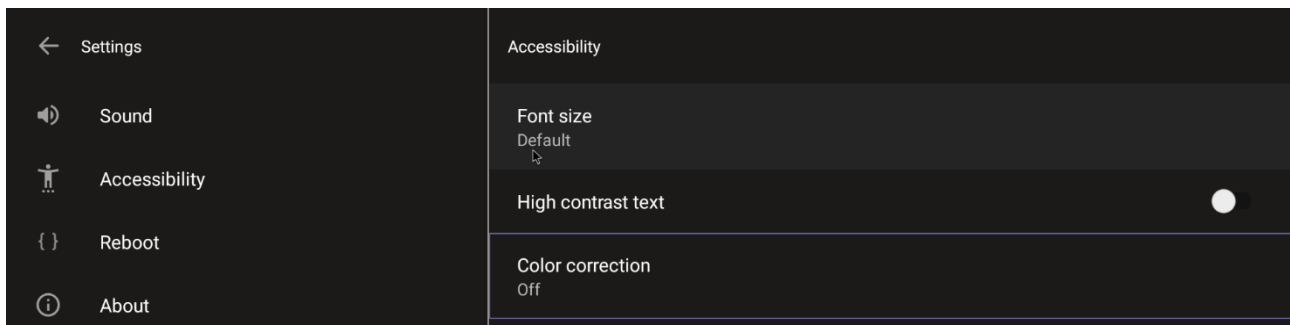 Settings
Sound
Accessibility
{ } Reboot
About
Accessibility
Font size
Default
High contrast text
Color correction
Off